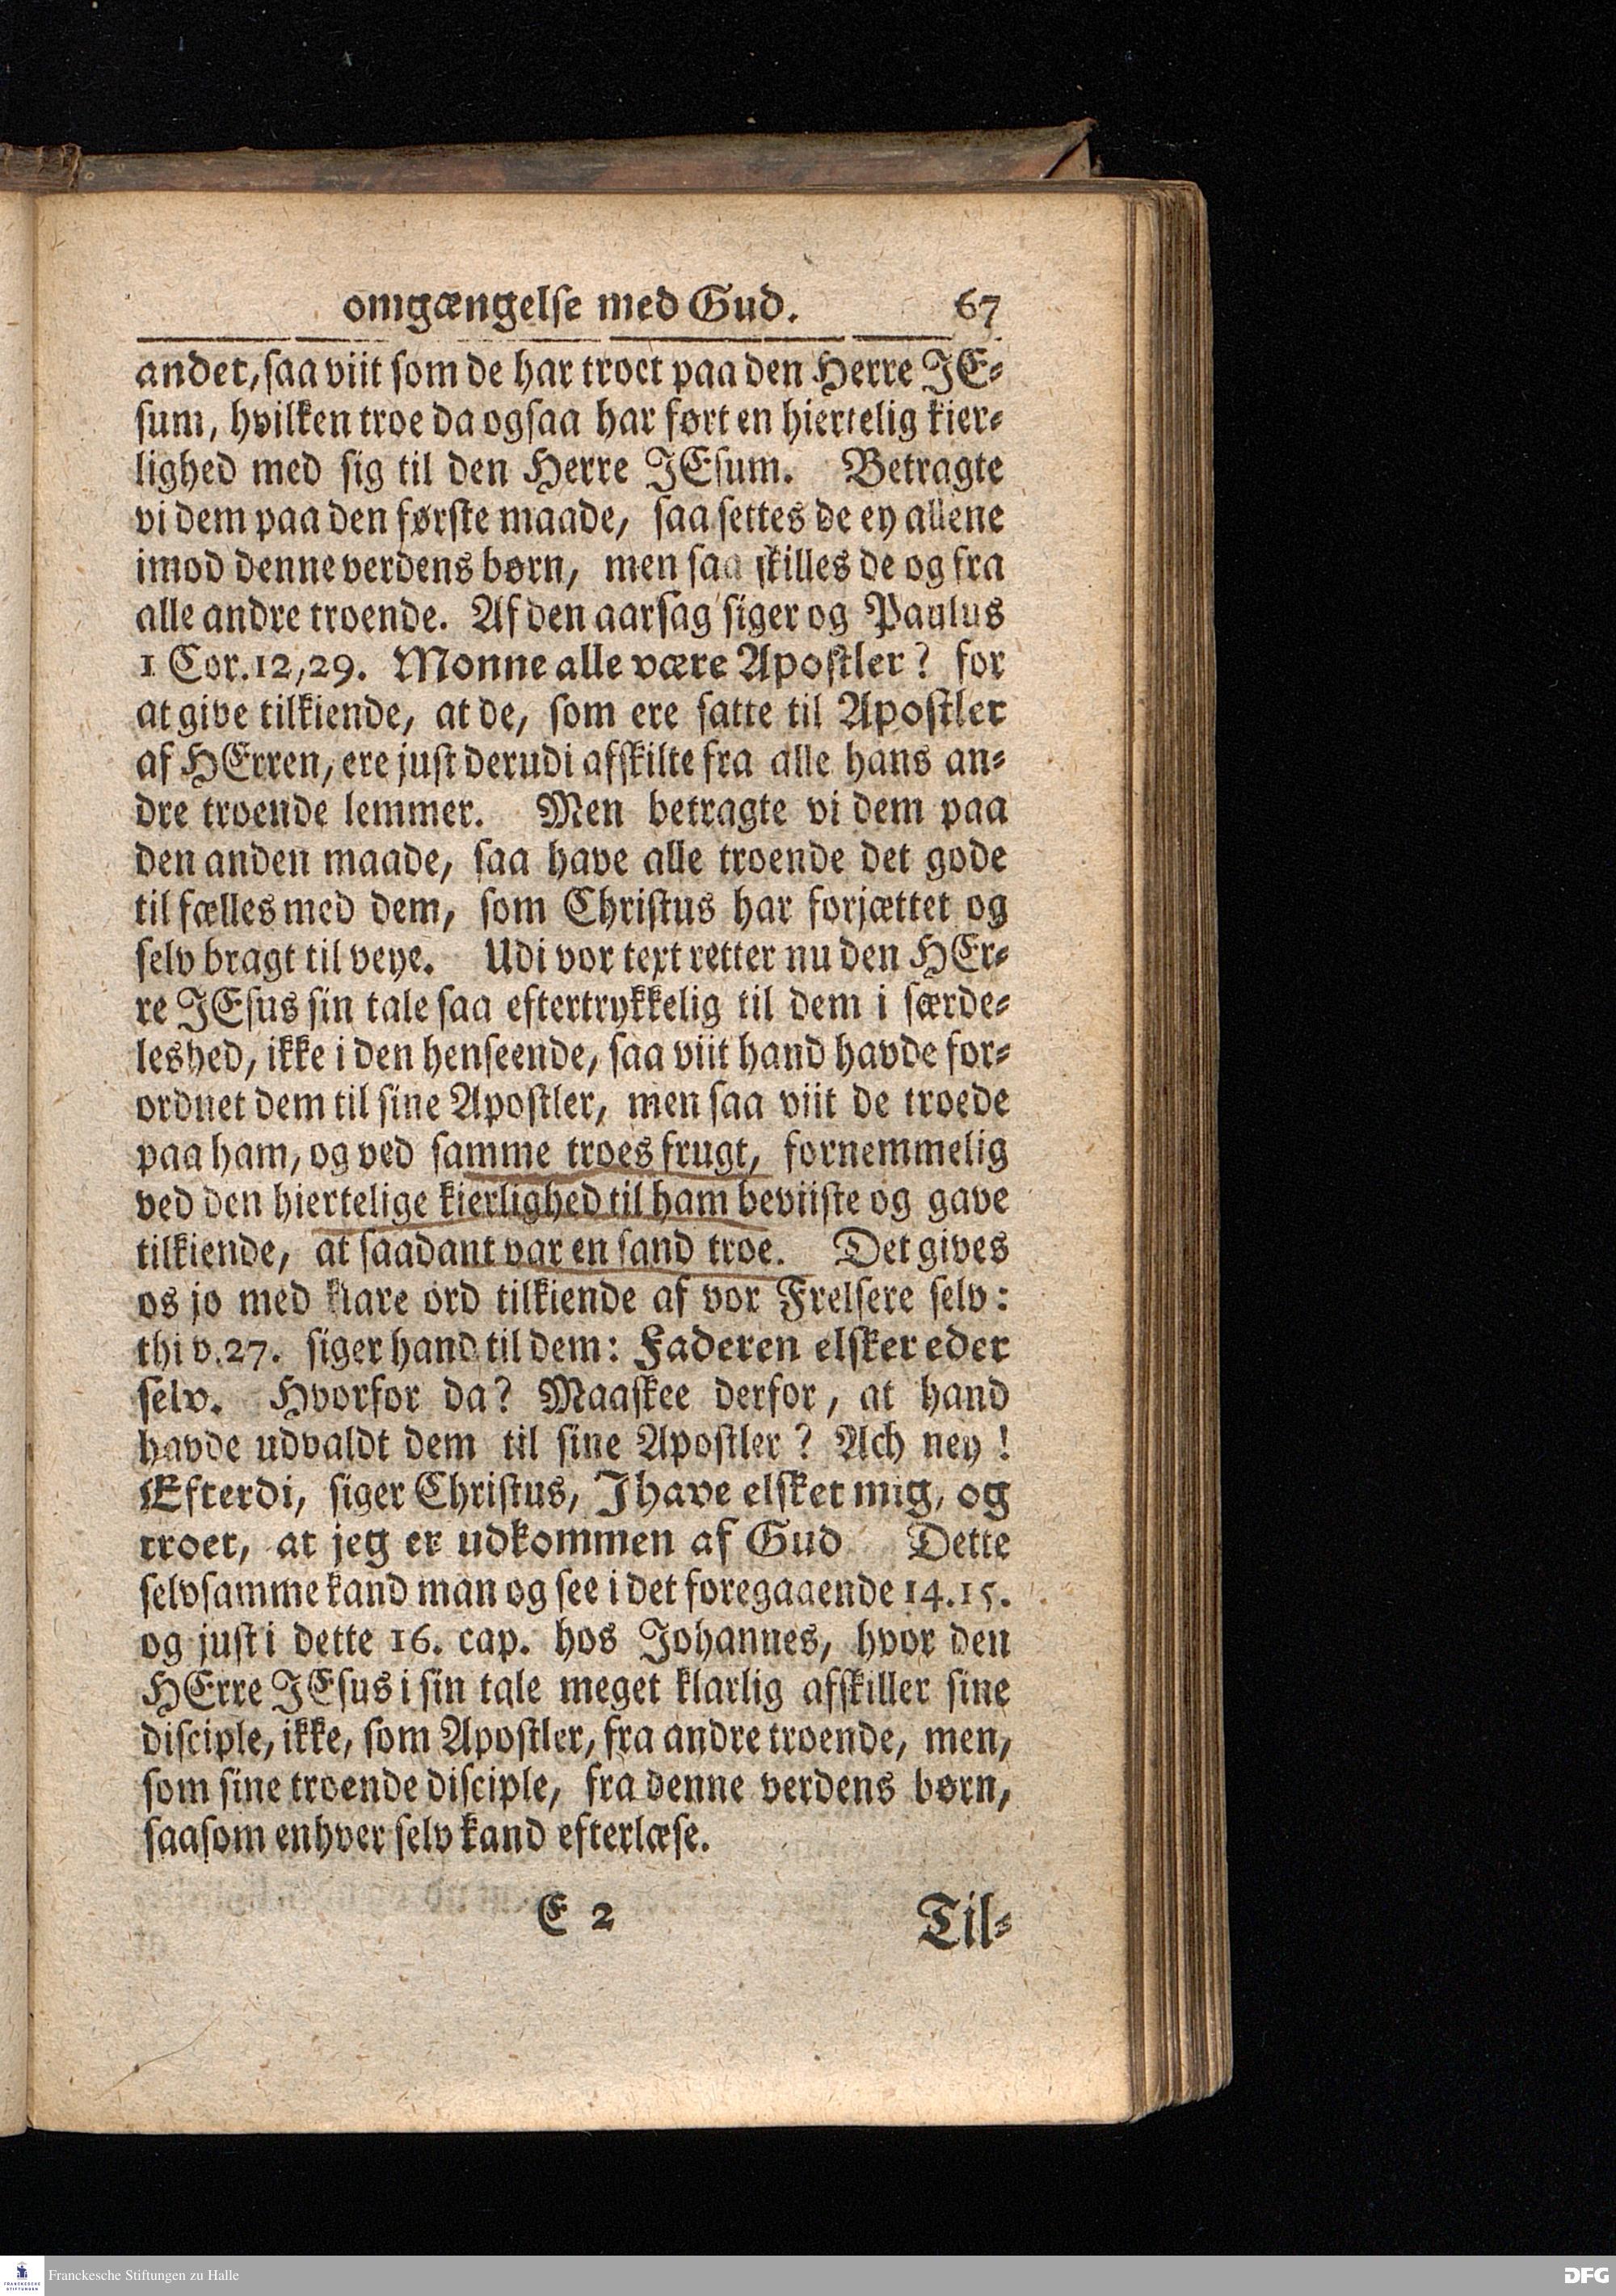 omgængelse med Gud. 67
andet, saa viit som de har troet paa den Herre JE-
sum, hvilken troe da ogsaa har ført en hiertelig kier-
lighed med sig til den Herre JEsum. Betragte
vi dem paa den første maade, saa settes de ey allene
imod denne verdens børn, men saa skilles de og fra
alle andre troende. Af den aarsag siger og Paulus
1 Cor. 12, 29. Monne alle være Apostler? for
at give tilkiende, at de, som ere satte til Apostler
af HErren, ere just derudi afskilte fra alle hans an-
dre troende lemmer. Men betragte vi dem paa
den anden maade, saa have alle troende det gode
til fælles med dem, som Christus har forjættet og
selv bragt til veye. Udi vor text retter nu den HEr-
re JEsus sin tale saa eftertrykkelig til dem i særde-
leshed, ikke i den henseende, saa viit hand havde for-
ordnet dem til sine Apostler, men saa viit de troede
paa ham, og ved samme troes frugt, fornemmelig
ved den hiertelige kierlighed til ham beviiste og gave
tilkiende, at saadant var en sand troe. Det gives
os jo med klare ord tilkiende af vor Frelsere selv:
thi v. 27. siger hand til dem: Faderen elsker eder
selv. Hvorfor da? Maaskee derfor, at hand
havde udvaldt dem til sine Apostler? Ach ney!
Efterdi, siger Christus, J have elsket mig, og
troet, at jeg er udkommen af Gud Dette
selvsamme kand man og see i det foregaaende 14. 15.
og just i dette 16. cap. hos Johannes, hvor den
HErre JEsus i sin tale meget klarlig afskiller sine
disciple, ikke, som Apostler, fra andre troende, men,
som sine troende disciple, fra denne verdens børn,
saasom enhver selv kand efterlæse.
E 2 Til-
FRANCKESCHE STIFTUNGEN
Franckesche Stiftungen zu Halle
DFG